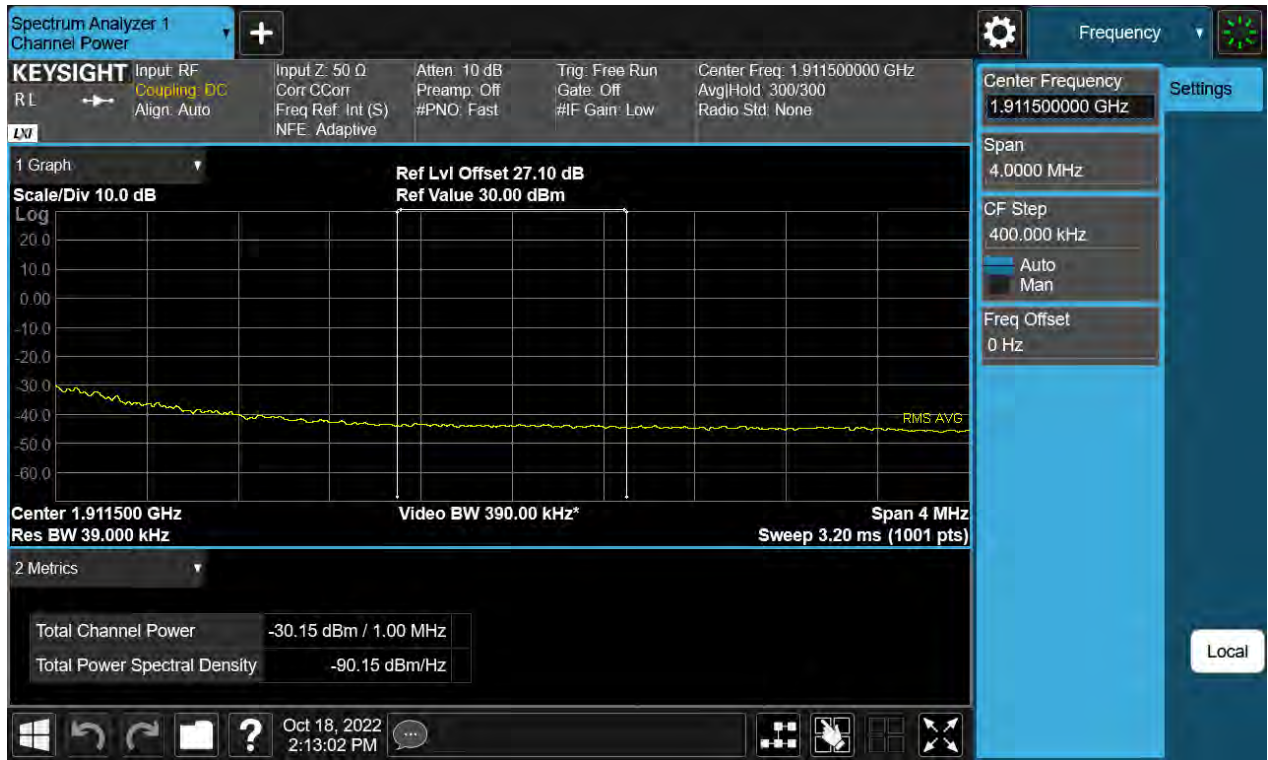 Spectrum Analyzer 1
Channel Power
+
Frequency
KEYSIGHT
RL
LXI
Input: RF
Coupling: DC
Align: Auto
Input Z: 50 Ω
Corr CCorr
Freq Ref: Int (S)
NFE: Adaptive
Atten: 10 dB
Preamp: Off
#PNO: Fast
Trig: Free Run
Gate: Off
#IF Gain: Low
Center Freq: 1.911500000 GHz
Avg|Hold: 300/300
Radio Std: None
Center Frequency
1.911500000 GHz
Settings
Span
4.0000 MHz
CF Step
400.000 kHz
Auto
Man
Freq Offset
0 Hz
1 Graph
Scale/Div 10.0 dB
Ref Lvl Offset 27.10 dB
Ref Value 30.00 dBm
Log
20.0
10.0
0.00
-10.0
-20.0
-30.0
-40.0
-50.0
-60.0
RMS AVG
Center 1.911500 GHz
Video BW 390.00 kHz*
Span 4 MHz
Res BW 39.000 kHz
Sweep 3.20 ms (1001 pts)
2 Metrics
Total Channel Power -30.15 dBm / 1.00 MHz
Total Power Spectral Density -90.15 dBm/Hz
Local
?
Oct 18, 2022
2:13:02 PM